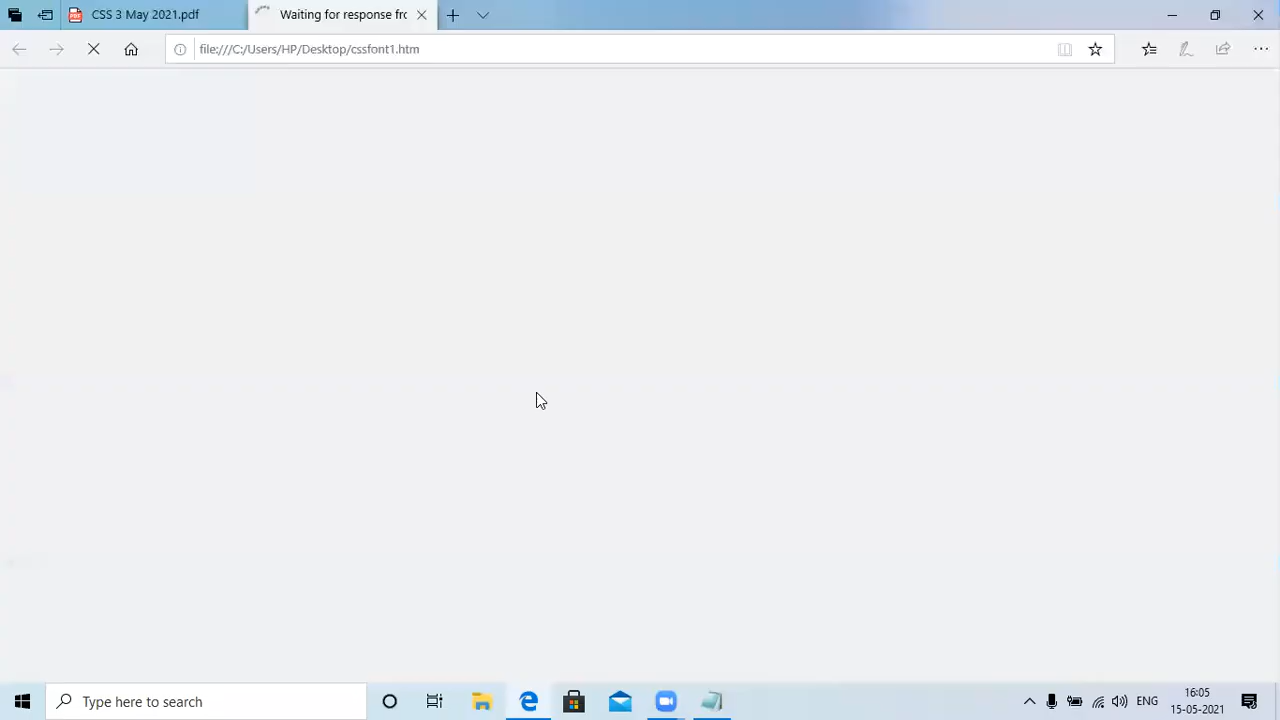 CSS 3 May 2021.pdf
Waiting for response fro
file:///C:/Users/HP/Desktop/cssfont1.htm
Type here to search
ENG
16:05
15-05-2021